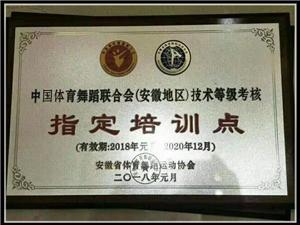 中国体育舞蹈联合会(安徽地区)技术等级考核
指定培训点
(有效期:2018年元 2020年12月)
安徽省体育舞蹈运动协会
二〇一八年元月